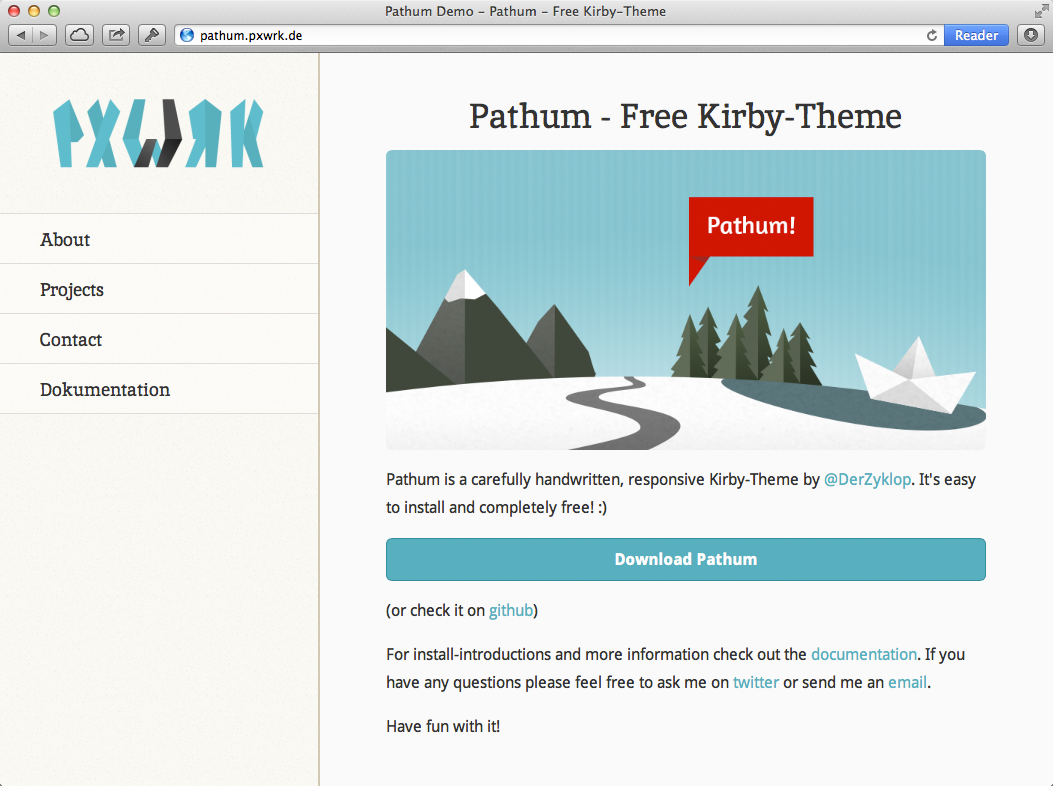 Pathum Demo – Pathum – Free Kirby-Theme
pathum.pxwrk.de
Reader
PXWRK
About
Projects
Contact
Dokumentation
Pathum - Free Kirby-Theme
Pathum!
Pathum is a carefully handwritten, responsive Kirby-Theme by @DerZyklop. It's easy
to install and completely free! :)
Download Pathum
(or check it on github)
For install-introductions and more information check out the documentation. If you
have any questions please feel free to ask me on twitter or send me an email.
Have fun with it!